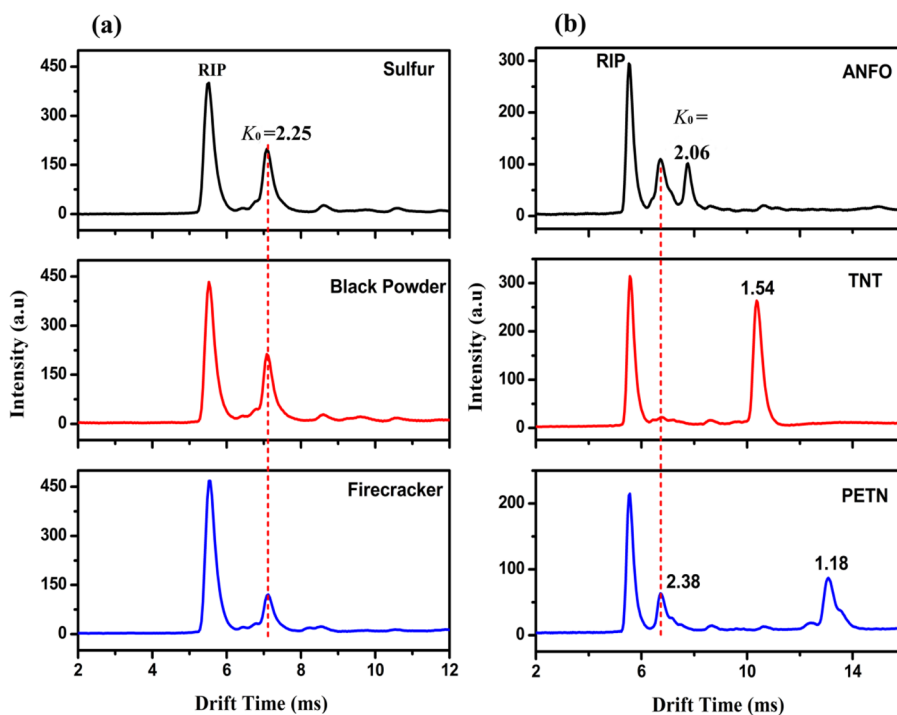 (a)
Sulfur
RIP
K₀=2.25
450
300
150
0
Black Powder
450
300
150
0
Firecracker
450
300
150
0
2 4 6 8 10 12
Drift Time (ms)
Intensity (a.u)
(b)
ANFO
RIP
K₀ =
2.06
300
200
100
0
TNT
1.54
300
200
100
0
PETN
2.38
1.18
200
100
0
2 6 10 14
Drift Time (ms)
Intensity (a.u)